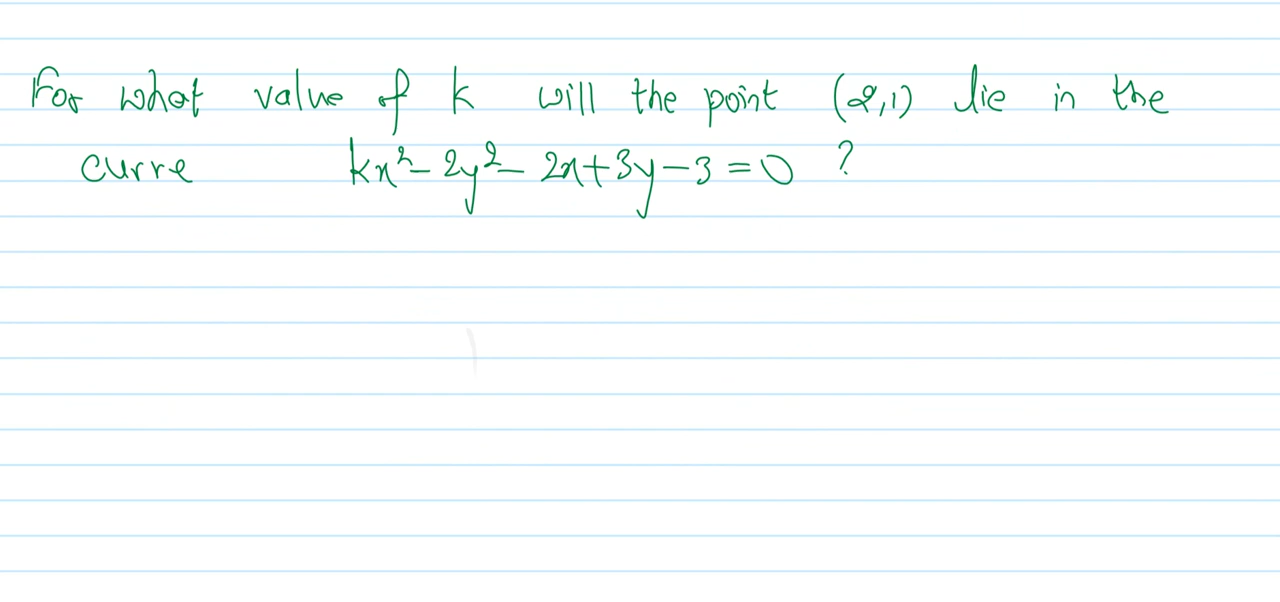 For what value of k will the point (2,1) lie in the
curve kx² - 2y² - 2x + 3y - 3 = 0 ?